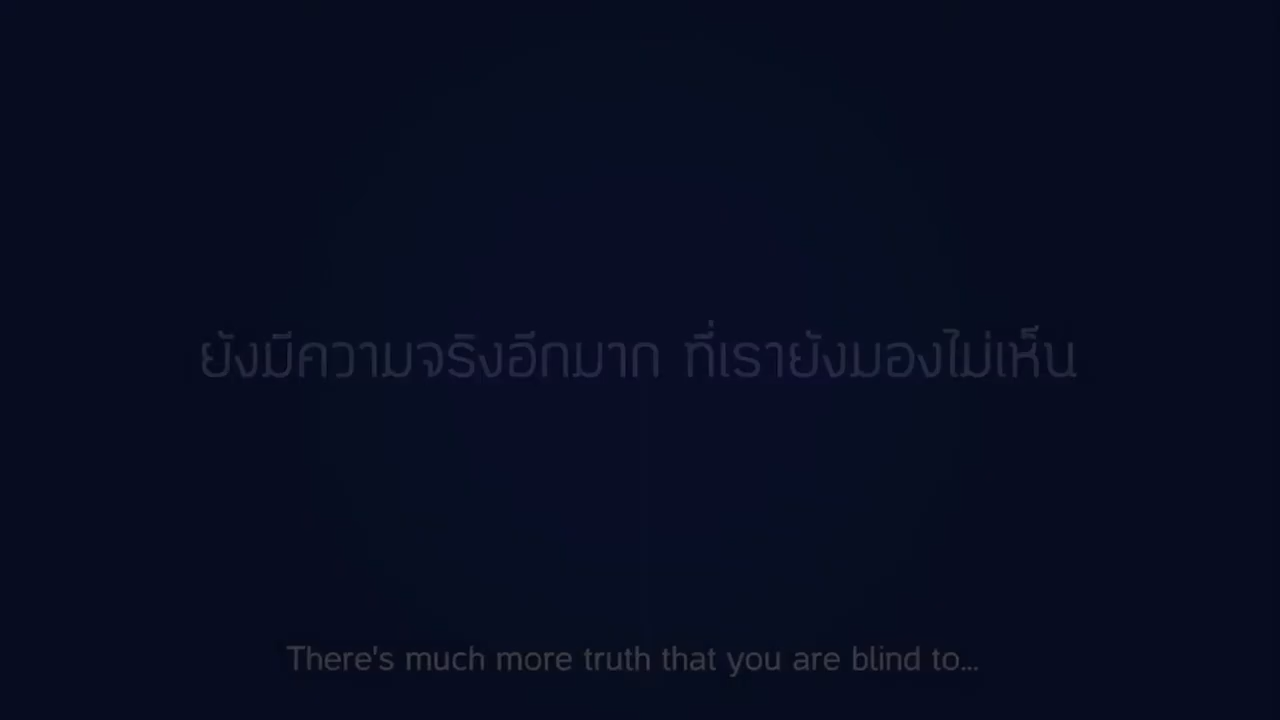 ยังมีความจริงอีกมาก ที่เรายังมองไม่เห็น
There's much more truth that you are blind to...